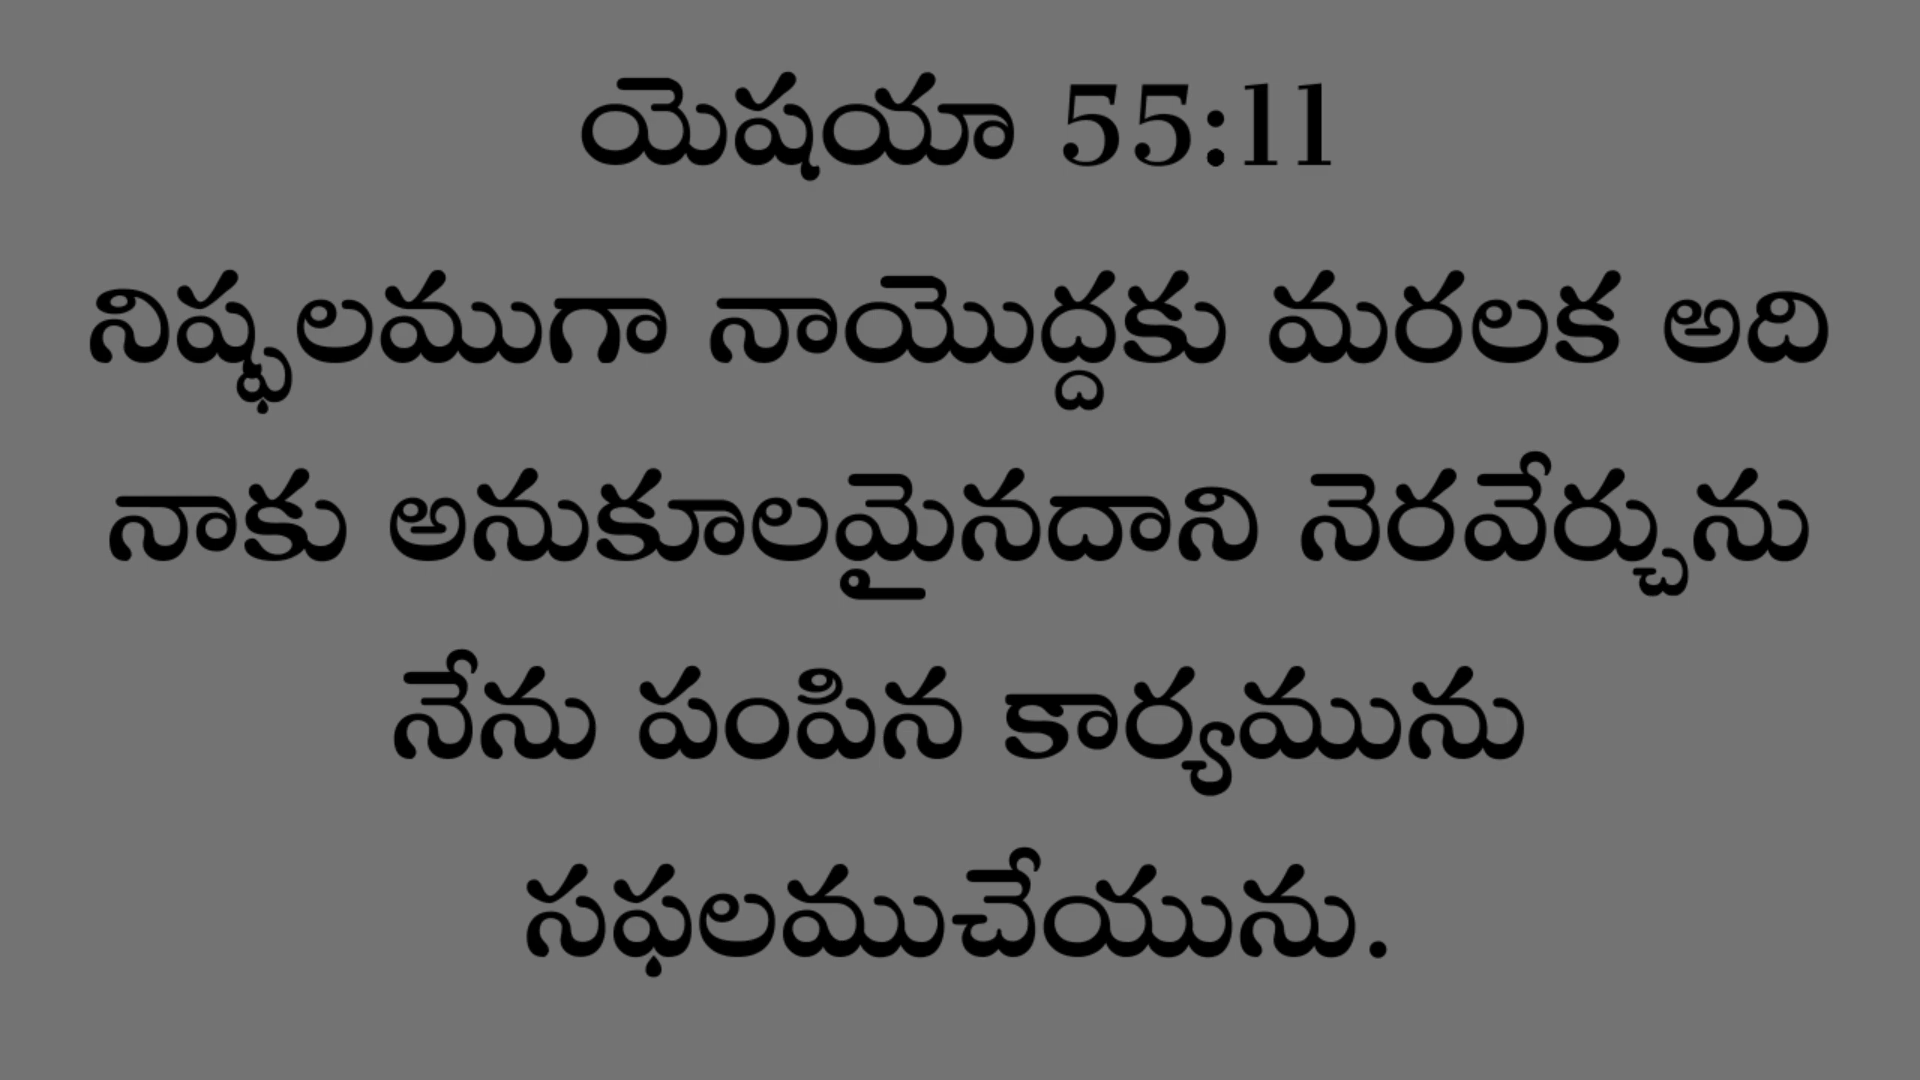 యెషయా 55:11
నిష్ఫలముగా నాయొద్దకు మరలక అది
నాకు అనుకూలమైనదాని నెరవేర్చును
నేను పంపిన కార్యమును
సఫలముచేయును.